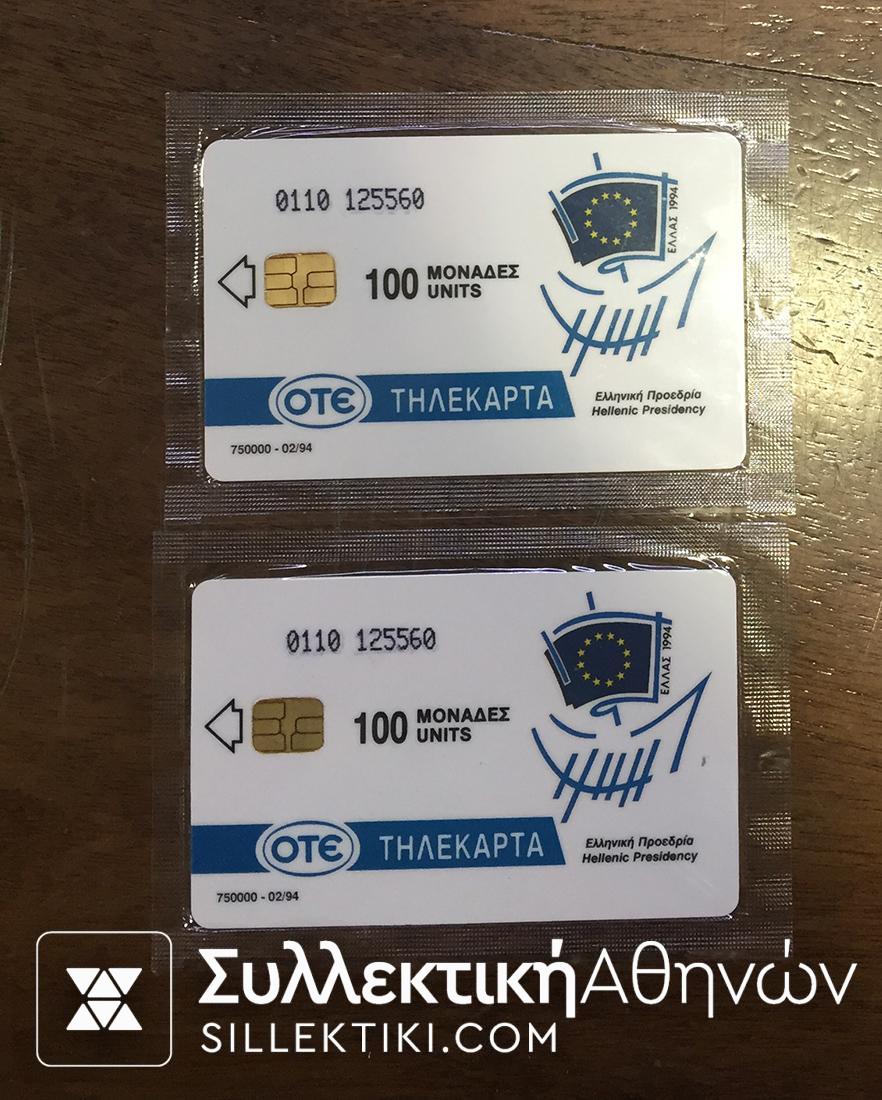 0110 125560
ΕΛΛΑΣ 1994
100 ΜΟΝΑΔΕΣ
UNITS
ΟΤΕ ΤΗΛΕΚΑΡΤΑ
Ελληνική Προεδρία
Hellenic Presidency
750000 - 02/94
0110 125560
ΕΛΛΑΣ 1994
100 ΜΟΝΑΔΕΣ
UNITS
ΟΤΕ ΤΗΛΕΚΑΡΤΑ
Ελληνική Προεδρία
Hellenic Presidency
750000 - 02/94
ΣυλλεκτικήΑθηνών
SILLEKTIKI.COM